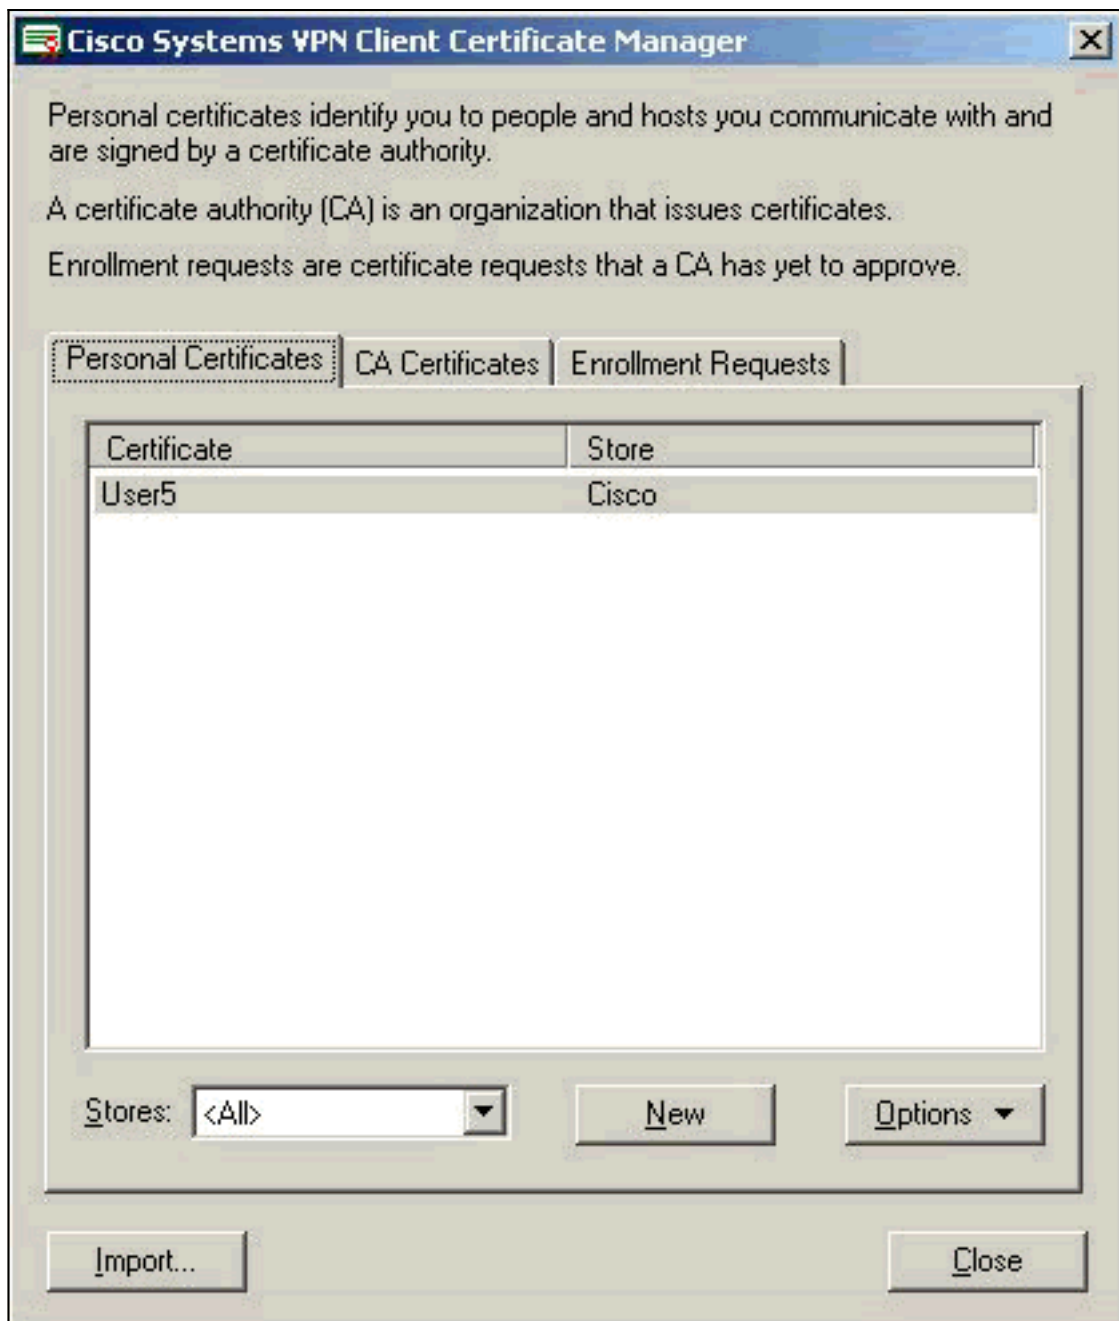 Cisco Systems VPN Client Certificate Manager
Personal certificates identify you to people and hosts you communicate with and
are signed by a certificate authority.
A certificate authority (CA) is an organization that issues certificates.
Enrollment requests are certificate requests that a CA has yet to approve.
Personal Certificates CA Certificates Enrollment Requests
Certificate Store
User5 Cisco
Stores: <All> New Options
Import... Close